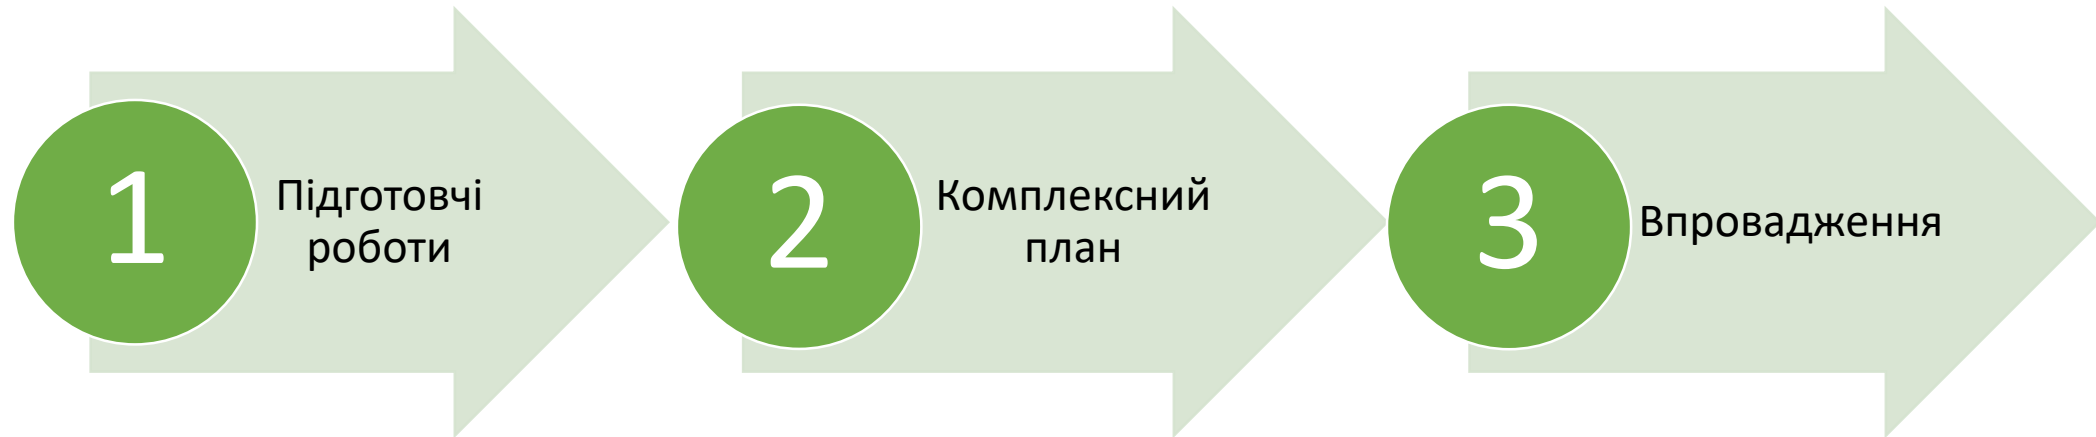 1
Підготовчі
роботи
2
Комплексний
план
3
Впровадження